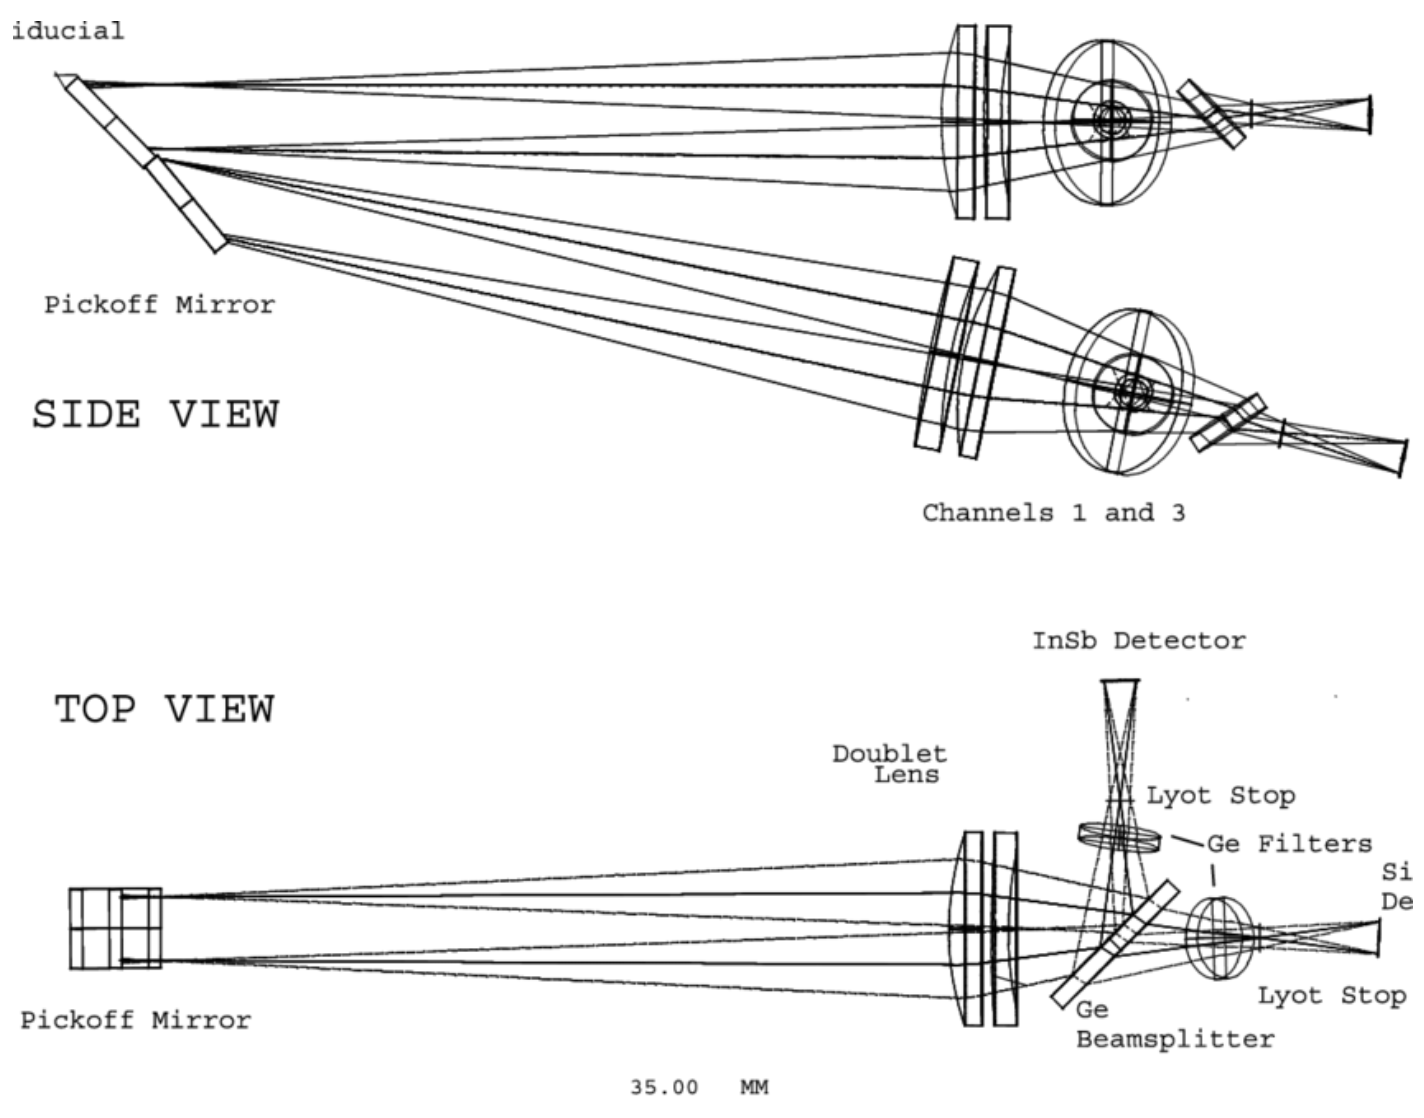 iducial
Pickoff Mirror
SIDE VIEW
Channels 1 and 3
InSb Detector
TOP VIEW
Doublet
Lens
Lyot Stop
Ge Filters
Si
De
Lyot Stop
Pickoff Mirror
Ge
Beamsplitter
35.00 MM